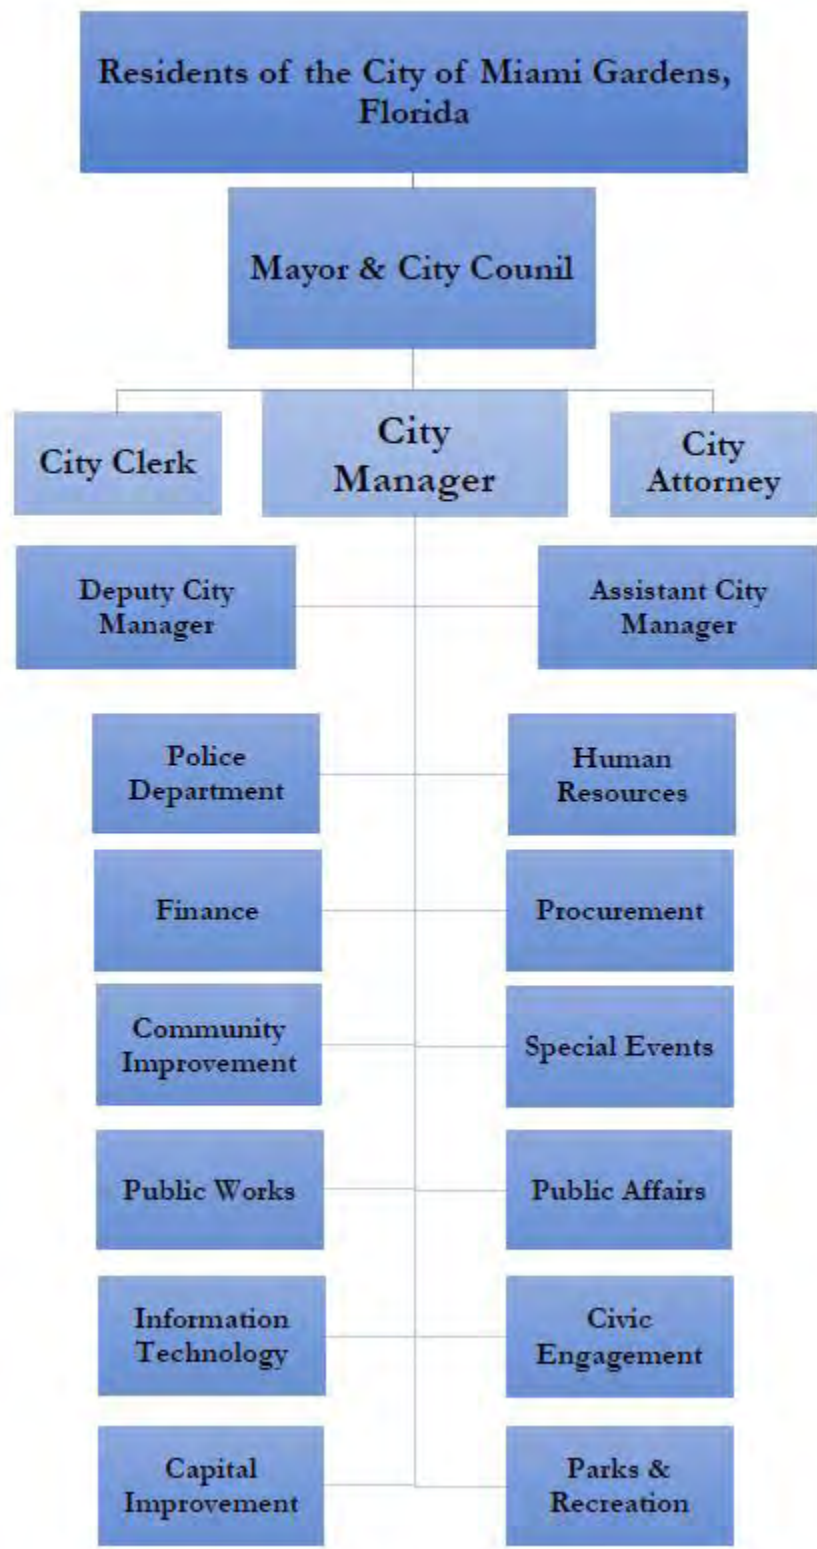 Residents of the City of Miami Gardens,
Florida
Mayor & City Counil
City Clerk
City
Manager
City
Attorney
Deputy City
Manager
Assistant City
Manager
Police
Department
Human
Resources
Finance
Procurement
Community
Improvement
Special Events
Public Works
Public Affairs
Information
Technology
Civic
Engagement
Capital
Improvement
Parks &
Recreation